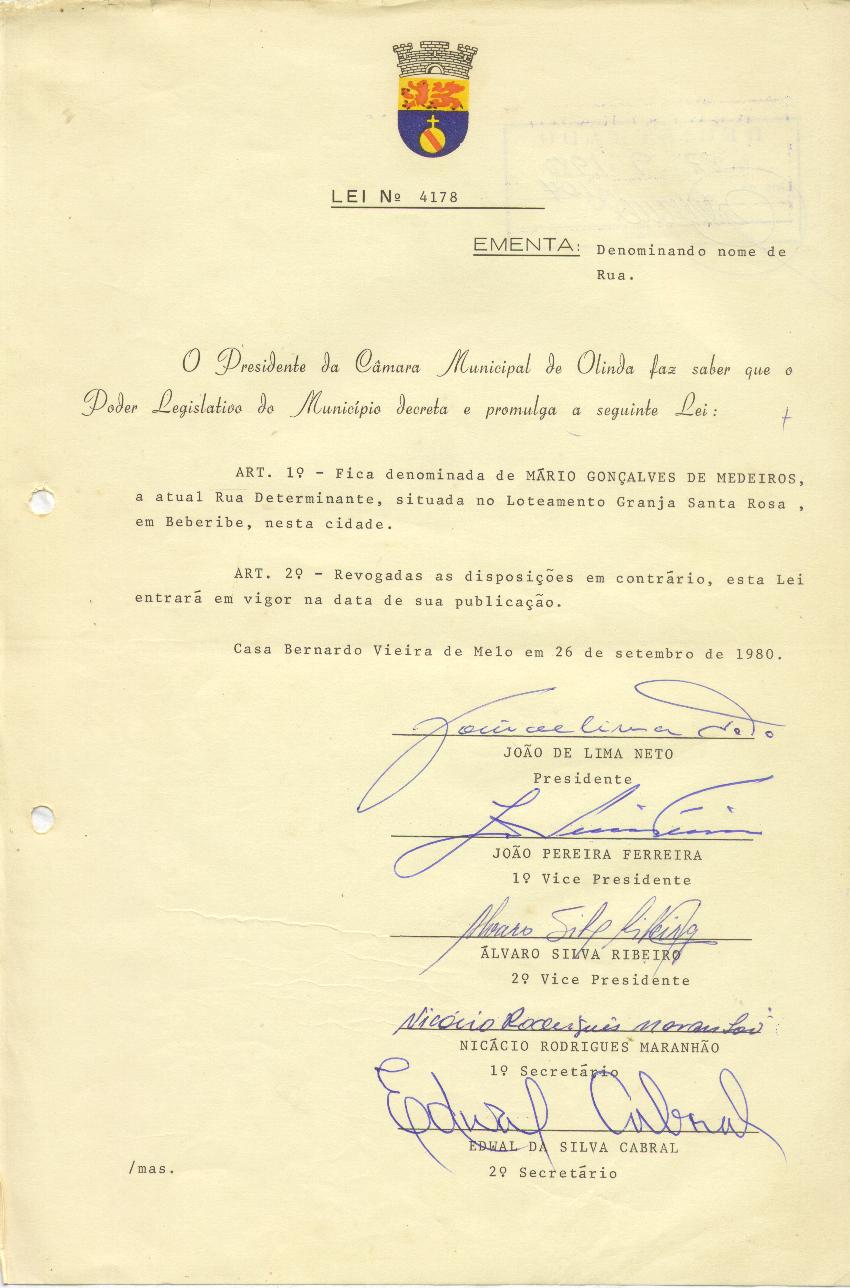 LEI Nº 4178
EMENTA: Denominando nome de
Rua.
O Presidente da Câmara Municipal de Olinda faz saber que o
Poder Legislativo do Município decreta e promulga a seguinte Lei:
ART. 1º - Fica denominada de MÁRIO GONÇALVES DE MEDEIROS,
a atual Rua Determinante, situada no Loteamento Granja Santa Rosa ,
em Beberibe, nesta cidade.
ART. 2º - Revogadas as disposições em contrário, esta Lei
entrará em vigor na data de sua publicação.
Casa Bernardo Vieira de Melo em 26 de setembro de 1980.
João de Lima Neto
JOÃO DE LIMA NETO
Presidente
JOÃO PEREIRA FERREIRA
1º Vice Presidente
Alvaro Silva Ribeiro
ÁLVARO SILVA RIBEIRO
2º Vice Presidente
Nicácio Rodrigues Maranhão
NICÁCIO RODRIGUES MARANHÃO
1º Secretário
Edwal Cabral
EDWAL DA SILVA CABRAL
2º Secretário
/mas.